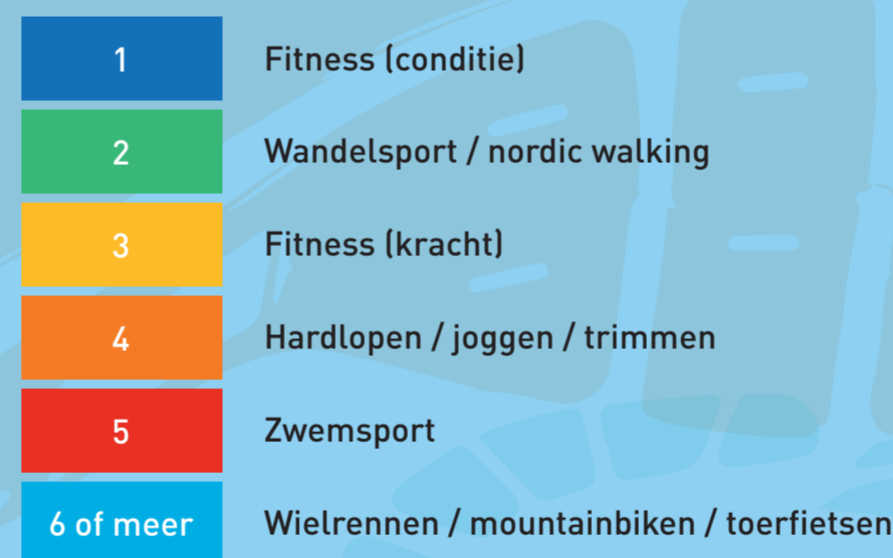 1 Fitness (conditie)
2 Wandelsport / nordic walking
3 Fitness (kracht)
4 Hardlopen / joggen / trimmen
5 Zwemsport
6 of meer Wielrennen / mountainbiken / toerfietsen